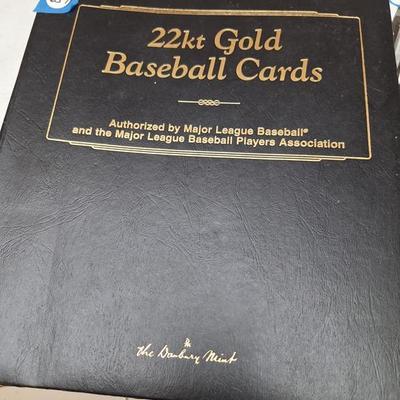 22kt Gold
Baseball Cards
Authorized by Major League Baseball®
and the Major League Baseball Players Association
The Danbury Mint